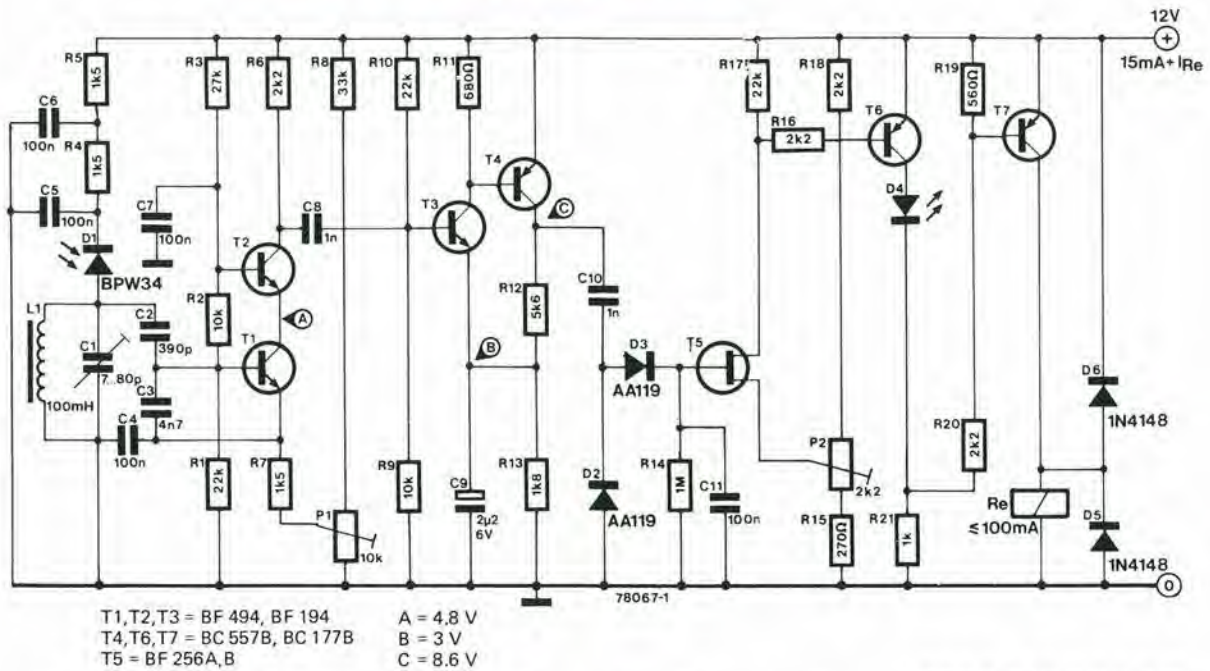 12V
+
15mA + IRe
R5
1k5
R3
27k
R6
2k2
R8
33k
R10
22k
R11
680Ω
R17
22k
R18
2k2
R19
560Ω
C6
100n
R4
1k5
T6
T7
R16
2k2
C5
100n
C7
100n
C8
1n
T4
T3
C
D4
D1
BPW34
T2
C10
1n
R12
5k6
L1
C2
390p
R2
10k
A
B
D3
AA119
T5
D6
1N4148
C1
7...80p
T1
100mH
C3
4n7
C4
100n
R20
2k2
P2
2k2
R1
22k
R7
1k5
R9
10k
C9
2µ2
6V
R13
1k8
D2
AA119
R14
1M
C11
100n
Re
≤100mA
D5
1N4148
P1
10k
R15
270Ω
R21
1k
78067-1
0
T1,T2,T3 = BF 494, BF 194
A = 4.8 V
T4,T6,T7 = BC 557B, BC 177B
B = 3 V
T5 = BF 256A,B
C = 8.6 V